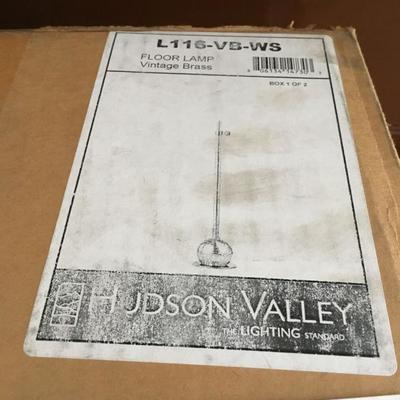 L116-VB-WS
FLOOR LAMP
Vintage Brass
BOX 1 OF 2
HUDSON VALLEY
THE LIGHTING STANDARD